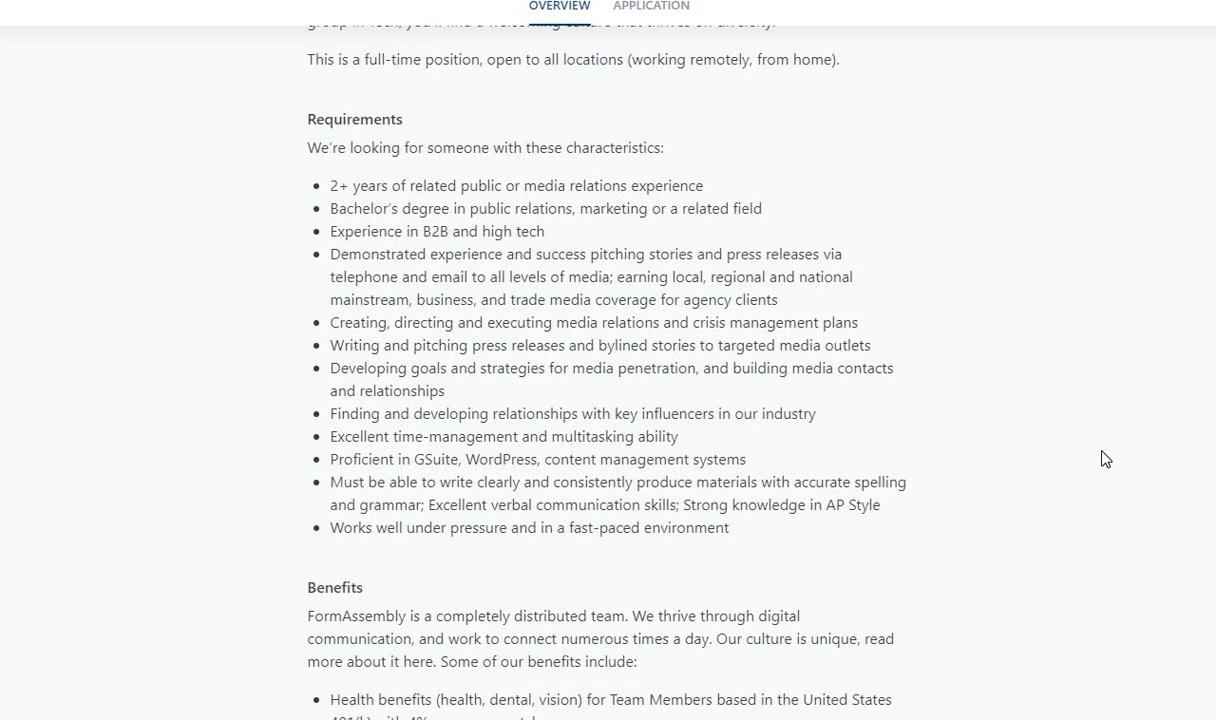 OVERVIEW APPLICATION
group in Tech, you'll find a welcoming culture that thrives on diversity.
This is a full-time position, open to all locations (working remotely, from home).
Requirements
We're looking for someone with these characteristics:
2+ years of related public or media relations experience
Bachelor's degree in public relations, marketing or a related field
Experience in B2B and high tech
Demonstrated experience and success pitching stories and press releases via
telephone and email to all levels of media; earning local, regional and national
mainstream, business, and trade media coverage for agency clients
Creating, directing and executing media relations and crisis management plans
Writing and pitching press releases and bylined stories to targeted media outlets
Developing goals and strategies for media penetration, and building media contacts
and relationships
Finding and developing relationships with key influencers in our industry
Excellent time-management and multitasking ability
Proficient in GSuite, WordPress, content management systems
Must be able to write clearly and consistently produce materials with accurate spelling
and grammar; Excellent verbal communication skills; Strong knowledge in AP Style
Works well under pressure and in a fast-paced environment
Benefits
FormAssembly is a completely distributed team. We thrive through digital
communication, and work to connect numerous times a day. Our culture is unique, read
more about it here. Some of our benefits include:
Health benefits (health, dental, vision) for Team Members based in the United States